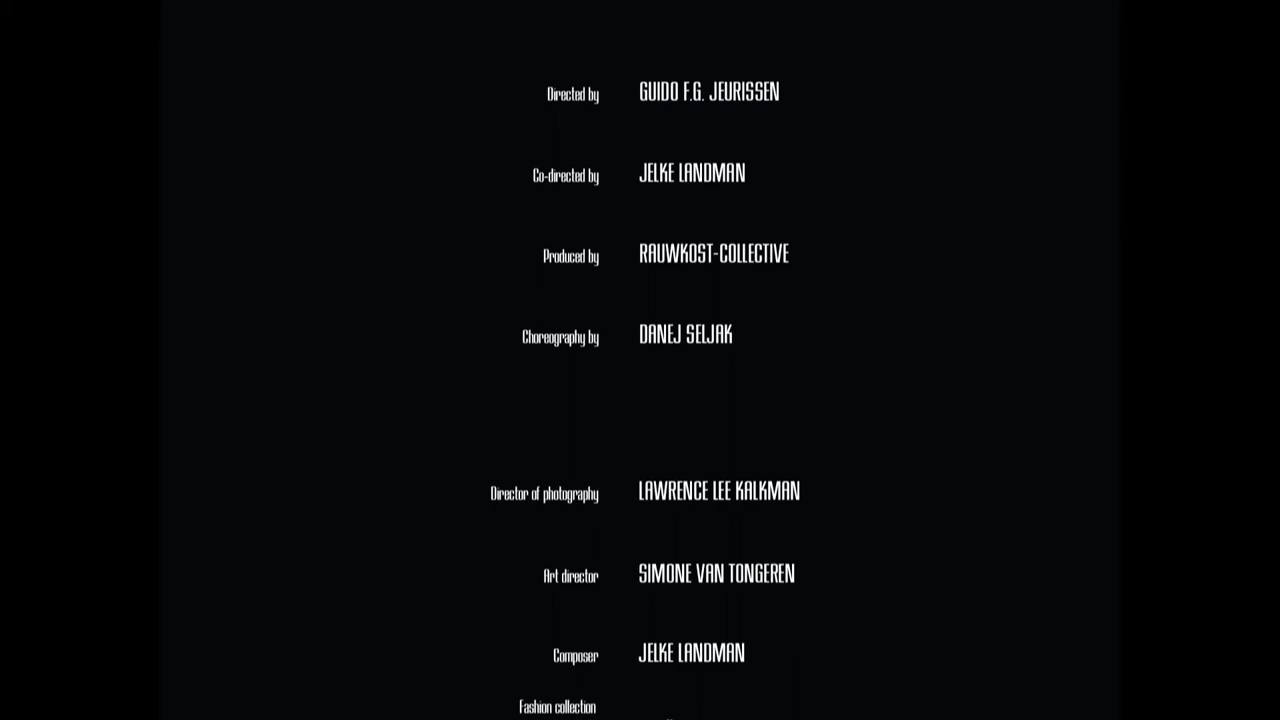 Directed by GUIDO F.G. JEURISSEN
Co-directed by JELKE LANDMAN
Produced by RAUWKOST-COLLECTIVE
Choreography by DANEJ SELJAK
Director of photography LAWRENCE LEE KALKMAN
Art director SIMONE VAN TONGEREN
Composer JELKE LANDMAN
Fashion collection